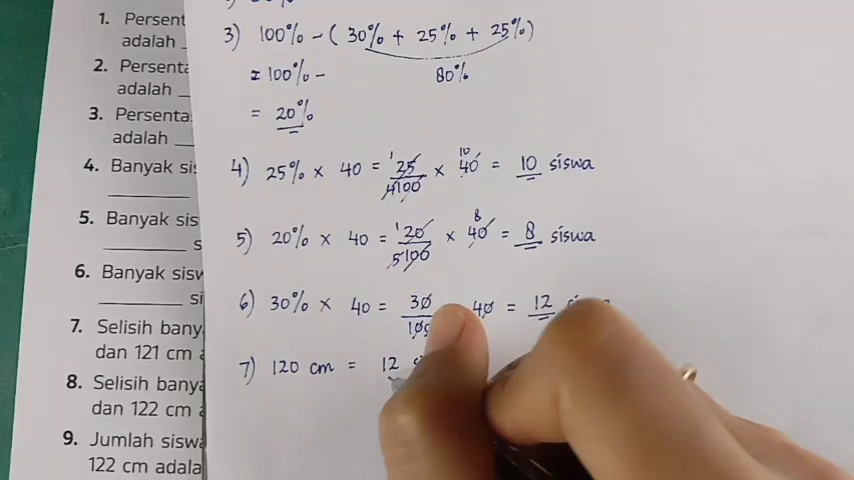 1. Persent
adalah
2. Persenta
adalah
3. Persenta
adalah
4. Banyak sis
5. Banyak sis
s
6. Banyak sisw
si
7. Selisih bany
dan 121 cm a
8. Selisih banya
dan 122 cm a
9. Jumlah siswa
122 cm adala
3) 100% - ( 30% + 25% + 25% )
= 100% - 80%
= 20%
4) 25% × 40 = 25/100 × 40 = 10 siswa
5) 20% × 40 = 20/100 × 40 = 8 siswa
6) 30% × 40 = 30/100 40 = 12
7) 120 cm = 12